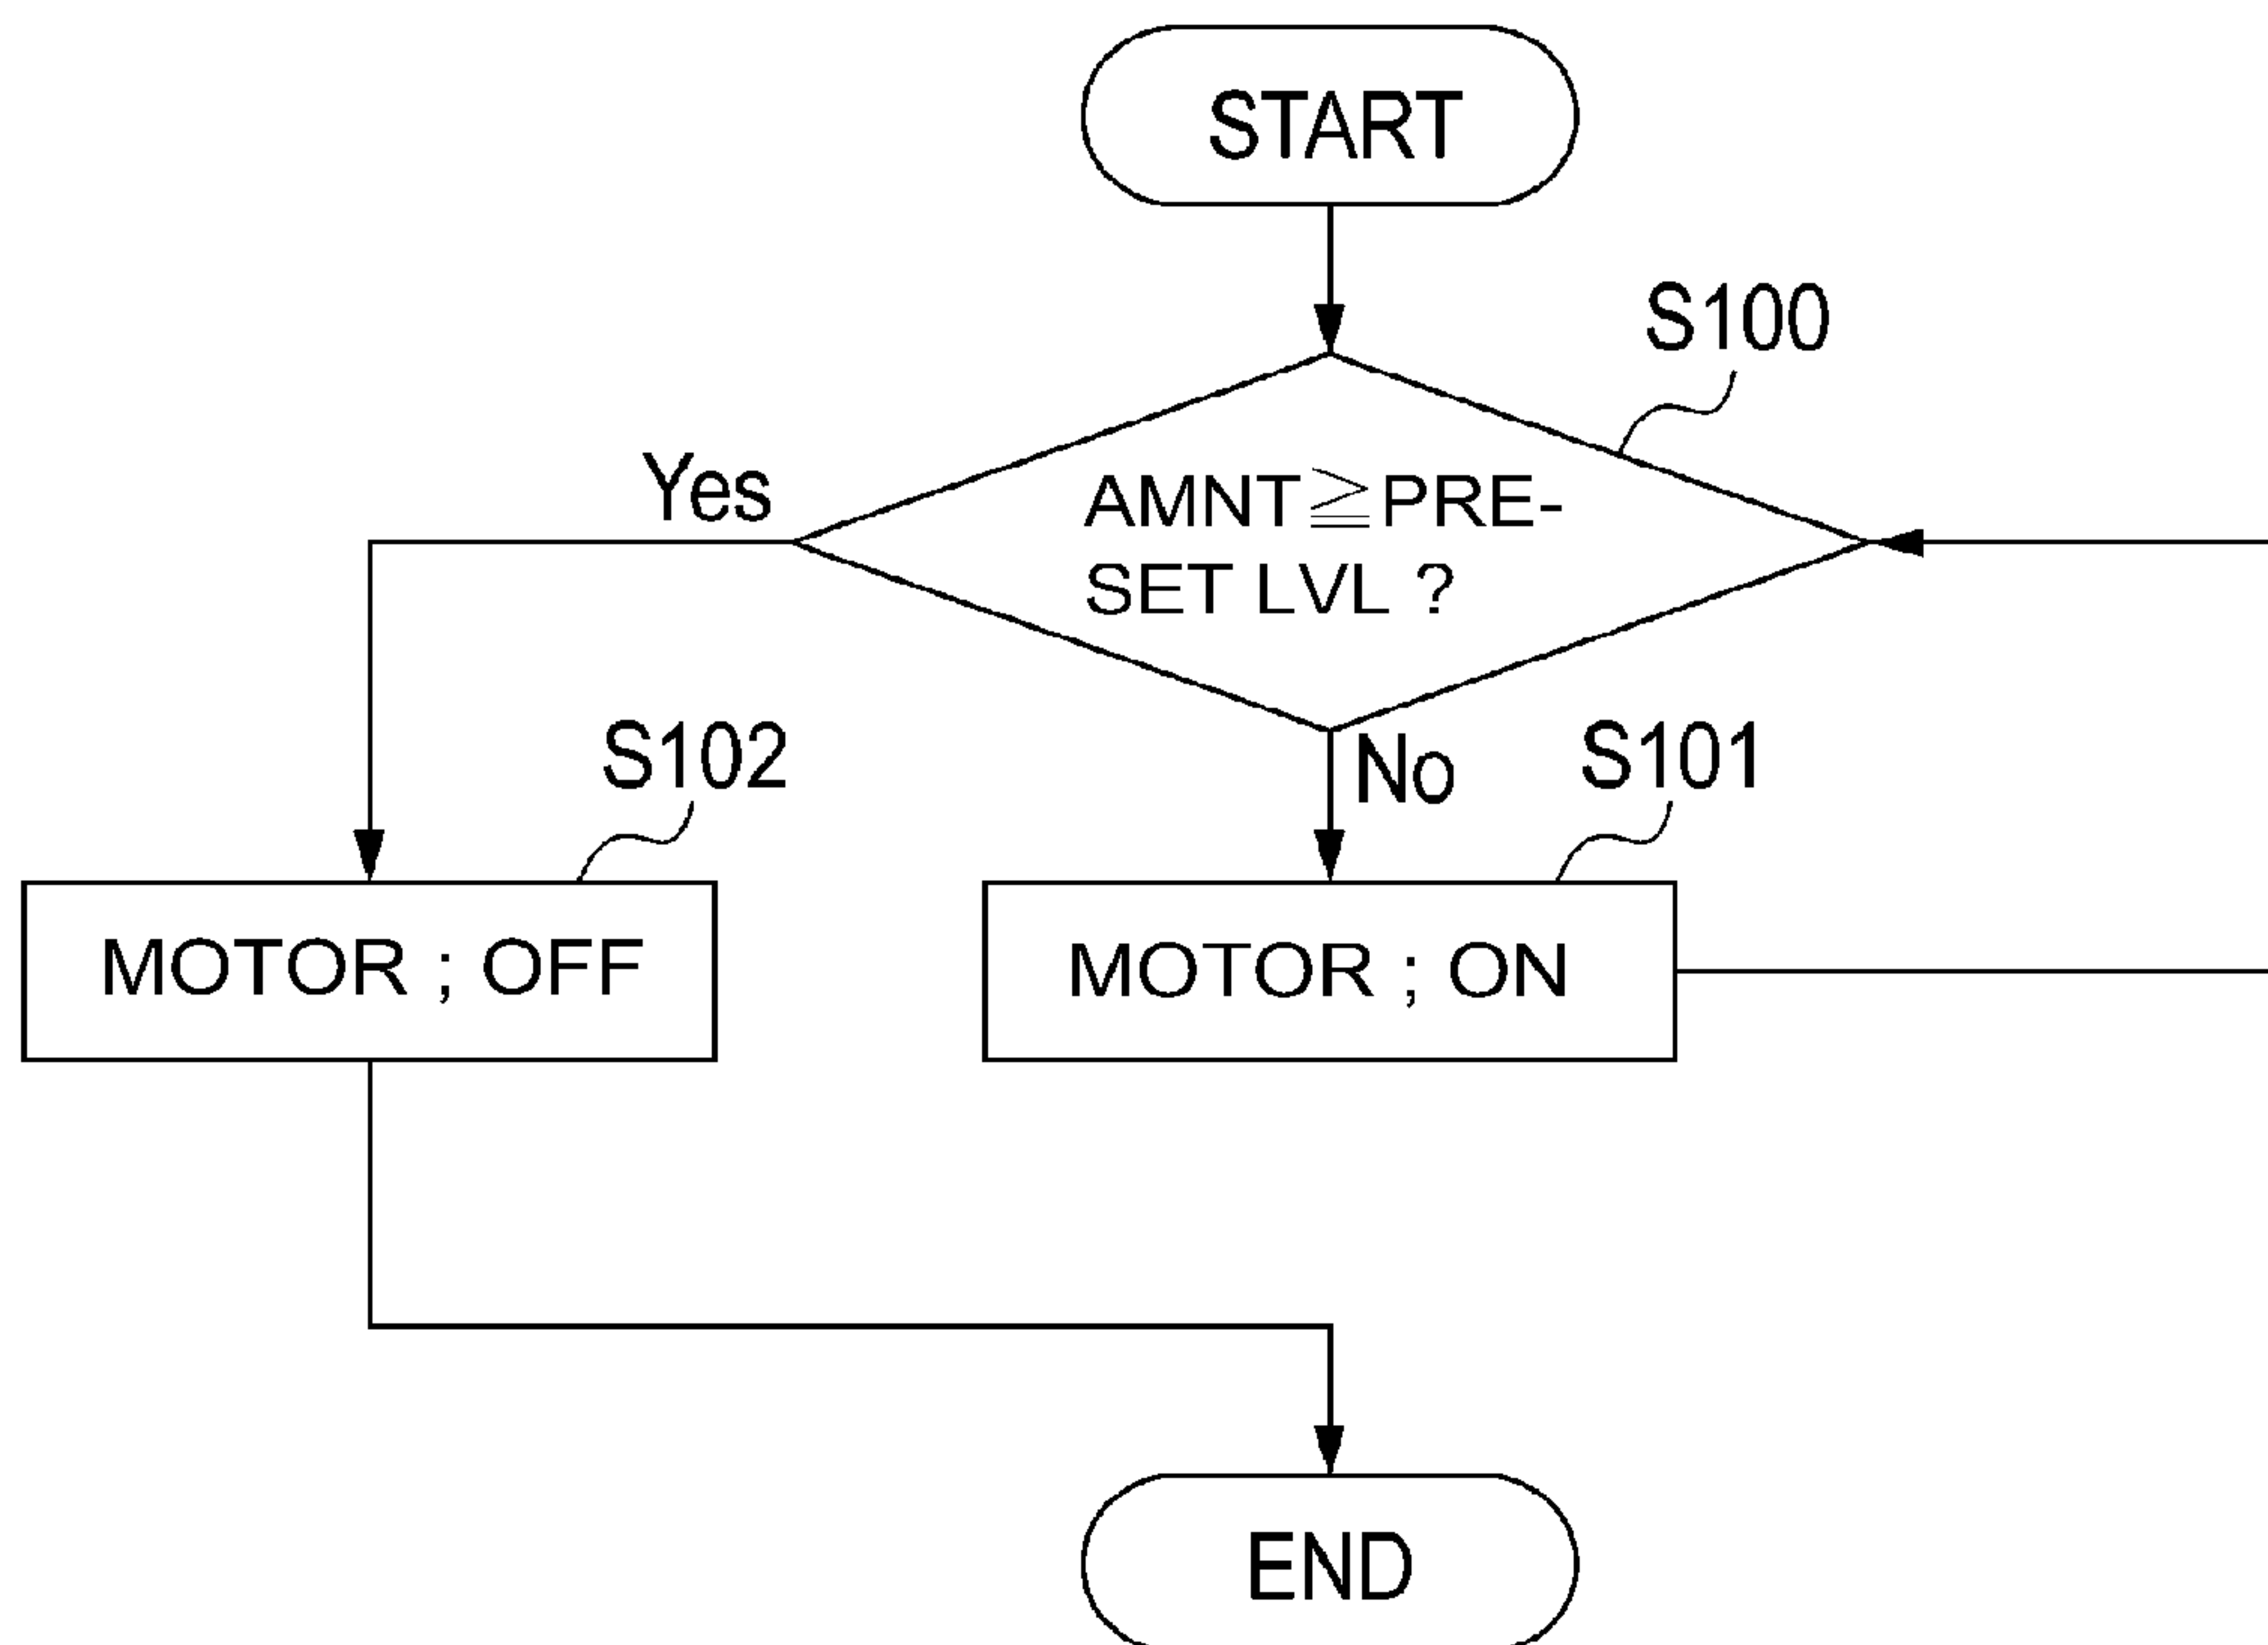 START
S100
Yes
AMNT≧PRE-
SET LVL ?
No
S102
S101
MOTOR ; OFF
MOTOR ; ON
END